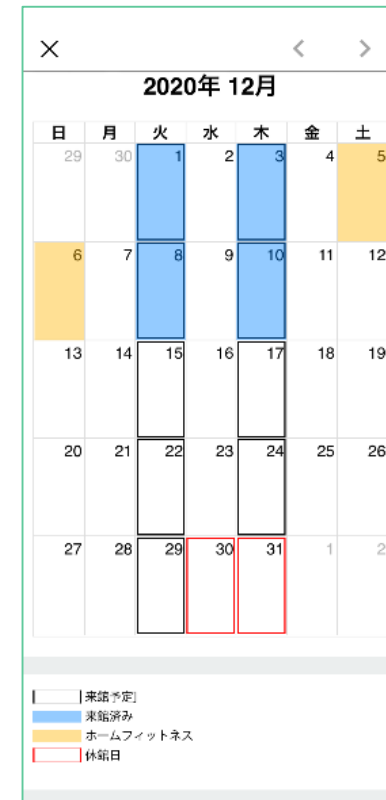 2020年 12月
日 月 火 水 木 金 土
29 30 1 2 3 4 5
6 7 8 9 10 11 12
13 14 15 16 17 18 19
20 21 22 23 24 25 26
27 28 29 30 31 1 2
来館予定]
来館済み
ホームフィットネス
休館日